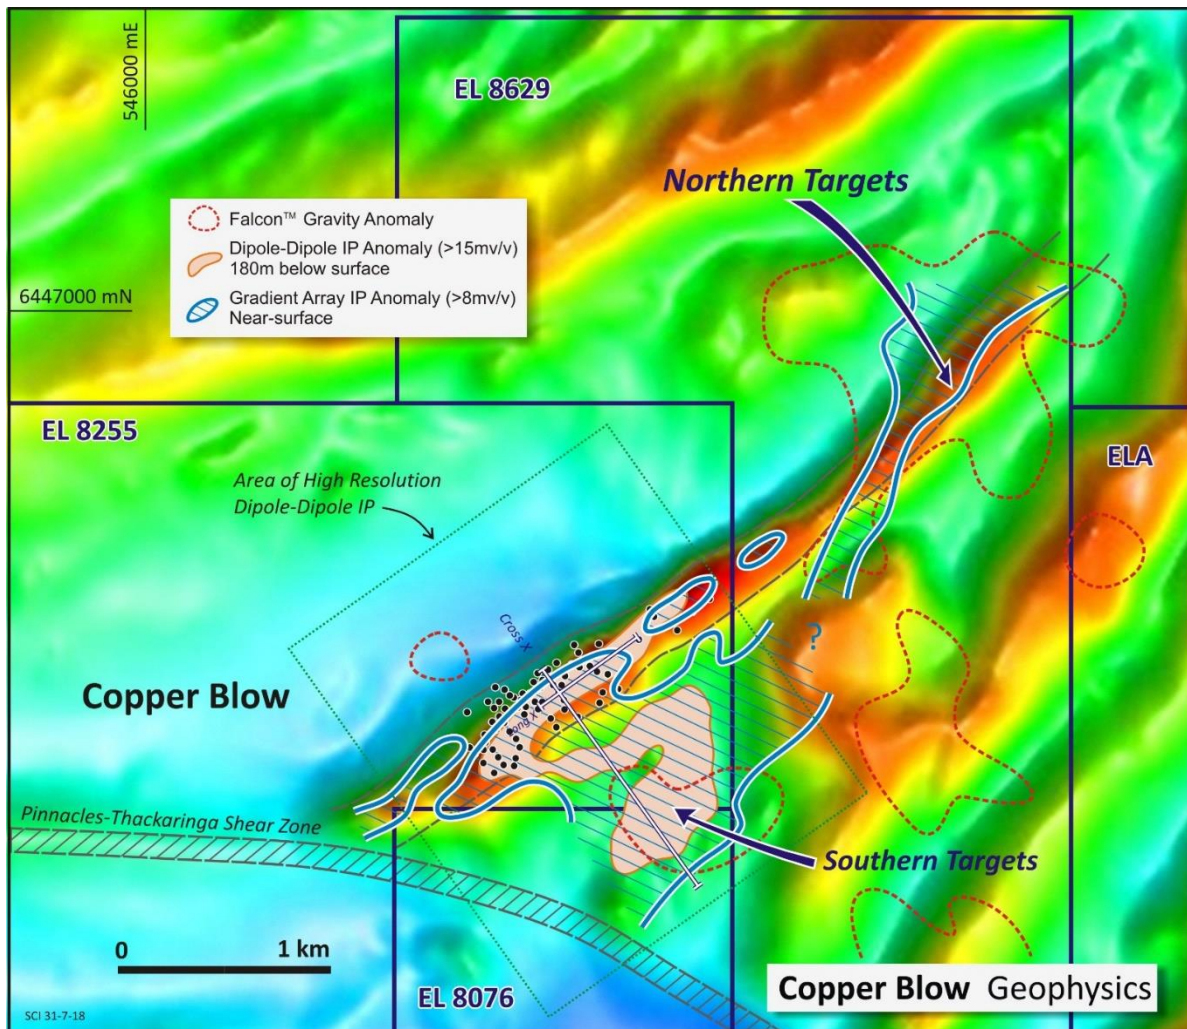 546000 mE
EL 8629
Northern Targets
Falcon™ Gravity Anomaly
Dipole-Dipole IP Anomaly (>15mv/v)
180m below surface
Gradient Array IP Anomaly (>8mv/v)
Near-surface
6447000 mN
EL 8255
ELA
Area of High Resolution
Dipole-Dipole IP
Cross X
?
Copper Blow
Long X
Pinnacles-Thackaringa Shear Zone
Southern Targets
0 1 km
EL 8076
Copper Blow Geophysics
SCI 31-7-18